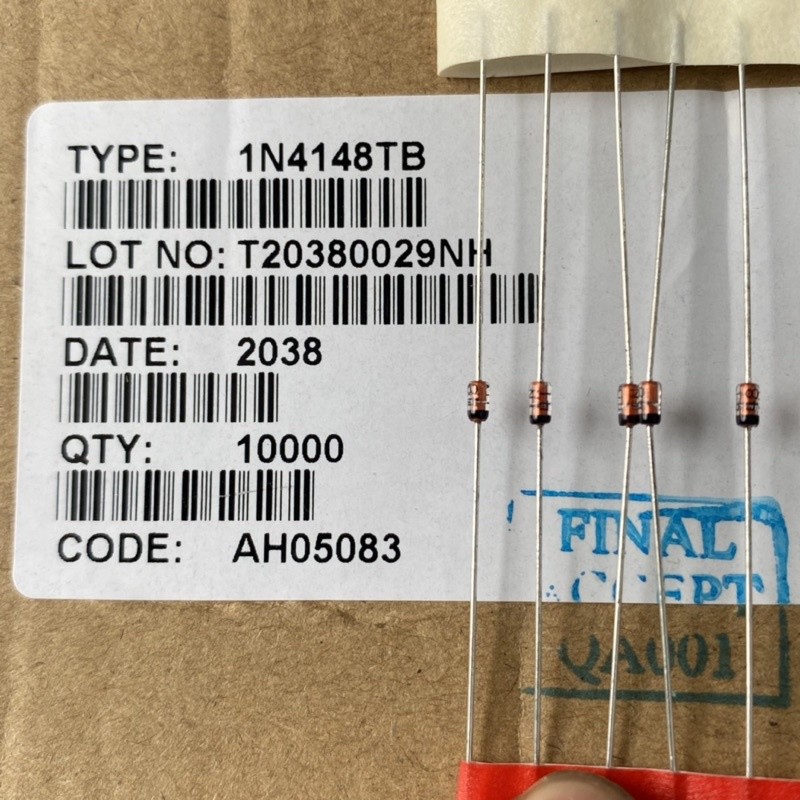 TYPE: 1N4148TB
LOT NO: T20380029NH
DATE: 2038
QTY: 10000
CODE: AH05083
FINAL
QA001